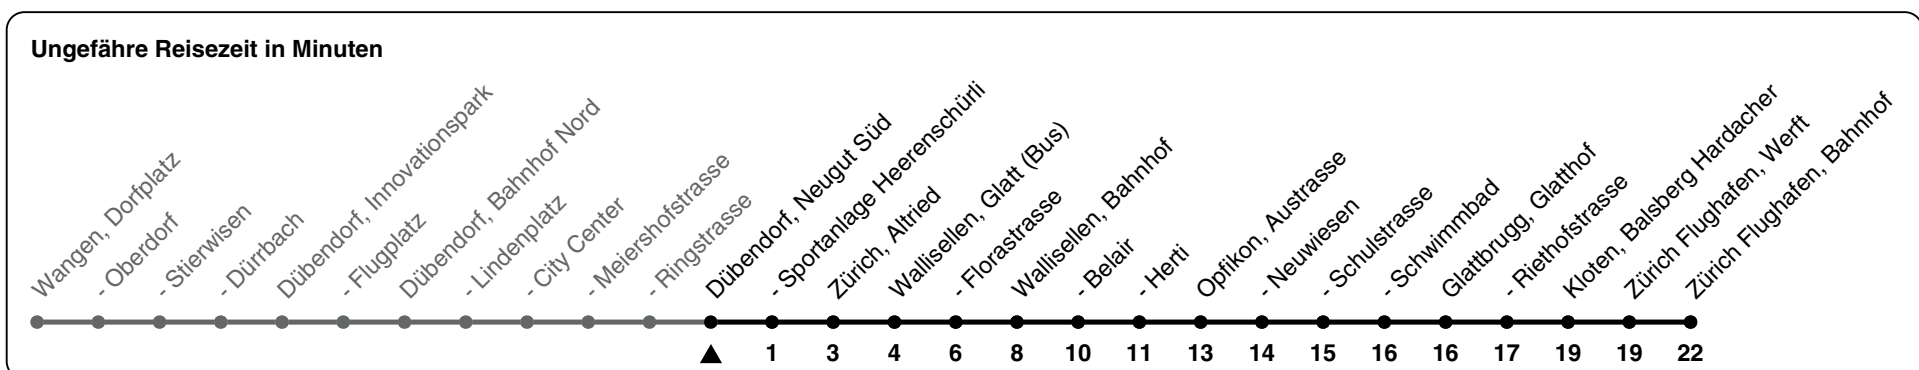 Ungefähre Reisezeit in Minuten
Wangen, Dorfplatz
- Oberdorf
- Stierwisen
- Dürrbach
Dübendorf, Innovationspark
- Flugplatz
Dübendorf, Bahnhof Nord
- Lindenplatz
- City Center
- Meiershofstrasse
- Ringstrasse
Dübendorf, Neugut Süd
- Sportanlage Heerenschürli
Zürich, Altried
Wallisellen, Glatt (Bus)
- Florastrasse
Wallisellen, Bahnhof
- Belair
- Herti
Opfikon, Austrasse
- Neuwiesen
- Schulstrasse
- Schwimmbad
Glattbrugg, Glatthof
- Riethofstrasse
Kloten, Balsberg Hardacher
Zürich Flughafen, Werft
Zürich Flughafen, Bahnhof
1 3 4 6 8 10 11 13 14 15 16 16 17 19 19 22